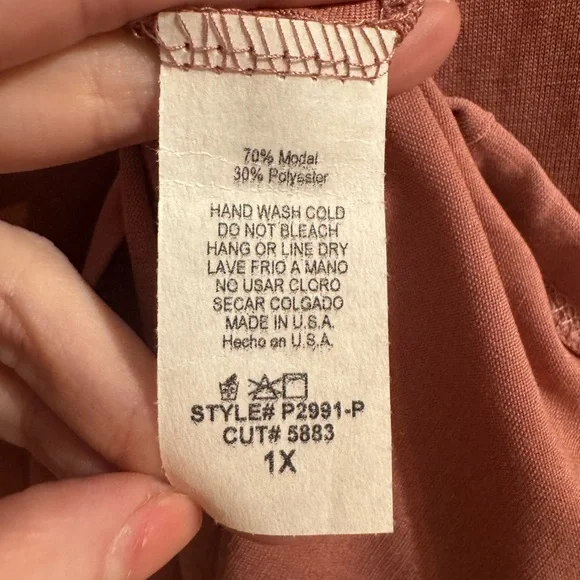 70% Modal
30% Polyester
HAND WASH COLD
DO NOT BLEACH
HANG OR LINE DRY
LAVE FRIO A MANO
NO USAR CLORO
SECAR COLGADO
MADE IN U.S.A.
Hecho en U.S.A.
STYLE# P2991-P
CUT# 5883
1X